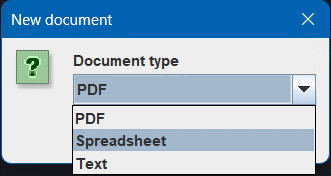 New document
Document type
PDF
PDF
Spreadsheet
Text